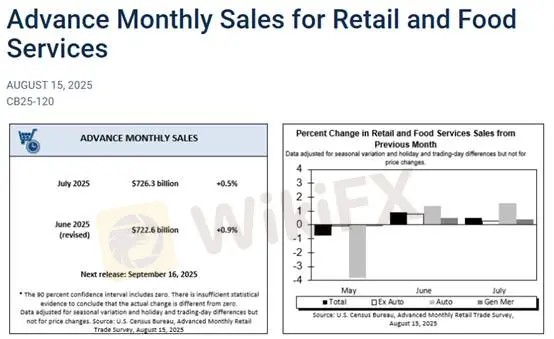 Advance Monthly Sales for Retail and Food
Services
AUGUST 15, 2025
CB25-120
ADVANCE MONTHLY SALES
July 2025 $726.3 billion +0.5%
June 2025 $722.6 billion +0.9%
(revised)
Next release: September 16, 2025
* The 90 percent confidence interval includes zero. There is insufficient statistical
evidence to conclude that the actual change is different from zero.
Data adjusted for seasonal variation and holiday and trading-day differences but
not for price changes. Source: U.S. Census Bureau, Advanced Monthly Retail
Trade Survey, August 15, 2025
Percent Change in Retail and Food Services Sales from
Previous Month
Data adjusted for seasonal variation and holiday and trading-day differences but not for
price changes.
4
3
2
1
0
-1
-2
-3
-4
May June July
Total Ex Auto Auto Gen Mer
Source: U.S. Census Bureau, Advanced Monthly Retail Trade Survey,
August 15, 2025
WikiFX